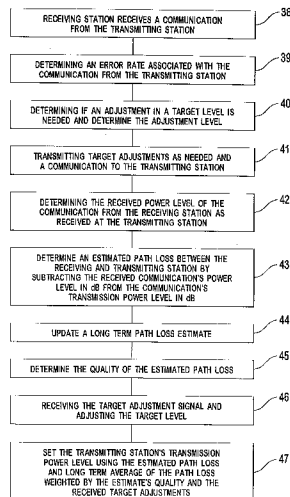 RECEIVING STATION RECEIVES A COMMUNICATION
FROM THE TRANSMITTING STATION
38
DETERMINING AN ERROR RATE ASSOCIATED WITH THE
COMMUNICATION FROM THE TRANSMITTING STATION
39
DETERMINING IF AN ADJUSTMENT IN A TARGET LEVEL IS
NEEDED AND DETERMINE THE ADJUSTMENT LEVEL
40
TRANSMITTING TARGET ADJUSTMENTS AS NEEDED AND
A COMMUNICATION TO THE TRANSMITTING STATION
41
DETERMINING THE RECEIVED POWER LEVEL OF THE
COMMUNICATION FROM THE RECEIVING STATION AS
RECEIVED AT THE TRANSMITTING STATION
42
DETERMINE AN ESTIMATED PATH LOSS BETWEEN THE
RECEIVING AND TRANSMITTING STATION BY
SUBTRACTING THE RECEIVED COMMUNICATION'S POWER
LEVEL IN dB FROM THE COMMUNICATION'S
TRANSMISSION POWER LEVEL IN dB
43
UPDATE A LONG TERM PATH LOSS ESTIMATE
44
DETERMINE THE QUALITY OF THE ESTIMATED PATH LOSS
45
RECEIVING THE TARGET ADJUSTMENT SIGNAL AND
ADJUSTING THE TARGET LEVEL
46
SET THE TRANSMITTING STATION'S TRANSMISSION
POWER LEVEL USING THE ESTIMATED PATH LOSS
AND LONG TERM AVERAGE OF THE PATH LOSS
WEIGHTED BY THE ESTIMATE'S QUALITY AND THE
RECEIVED TARGET ADJUSTMENTS
47